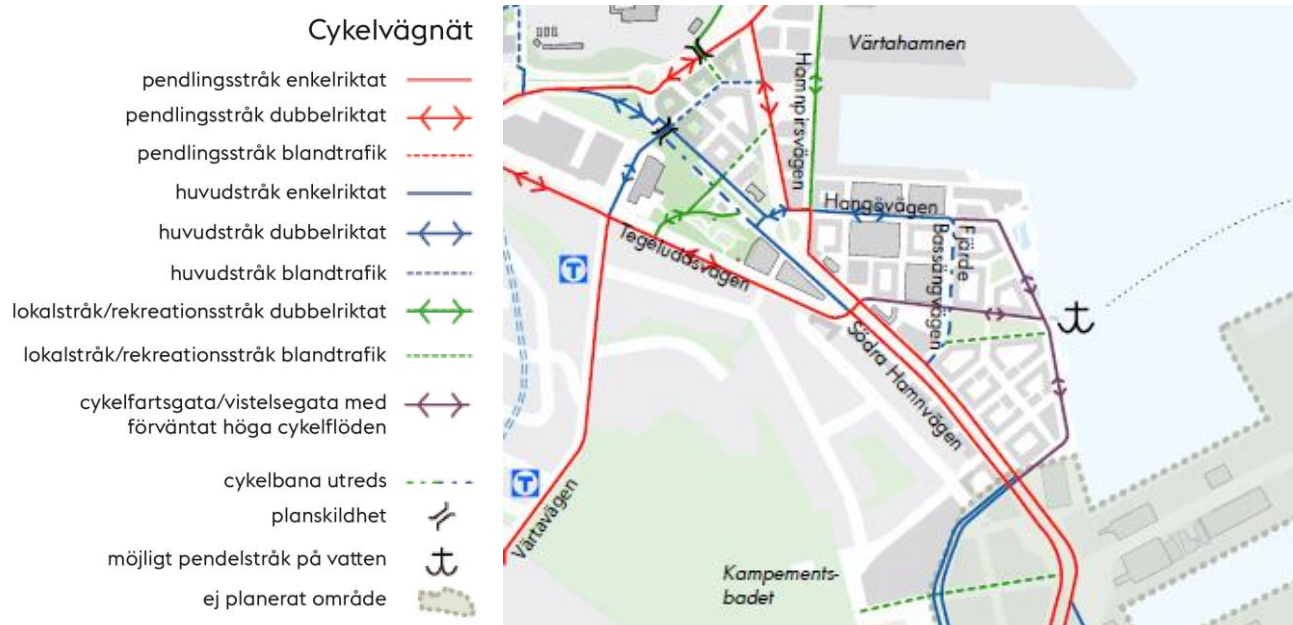 Cykelvägnät
pendlingsstråk enkelriktat
pendlingsstråk dubbelriktat
pendlingsstråk blandtrafik
huvudstråk enkelriktat
huvudstråk dubbelriktat
huvudstråk blandtrafik
lokalstråk/rekreationsstråk dubbelriktat
lokalstråk/rekreationsstråk blandtrafik
cykelfartsgata/vistelsegata med
förväntat höga cykelflöden
cykelbana utreds
planskildhet
möjligt pendelstråk på vatten
ej planerat område
Värtahamnen
Hamnpirsvägen
Hangövägen
Fjärde
Bassängvägen
Tegeluddsvägen
T
Södra Hamnvägen
T
Värtavägen
Kampements-
badet